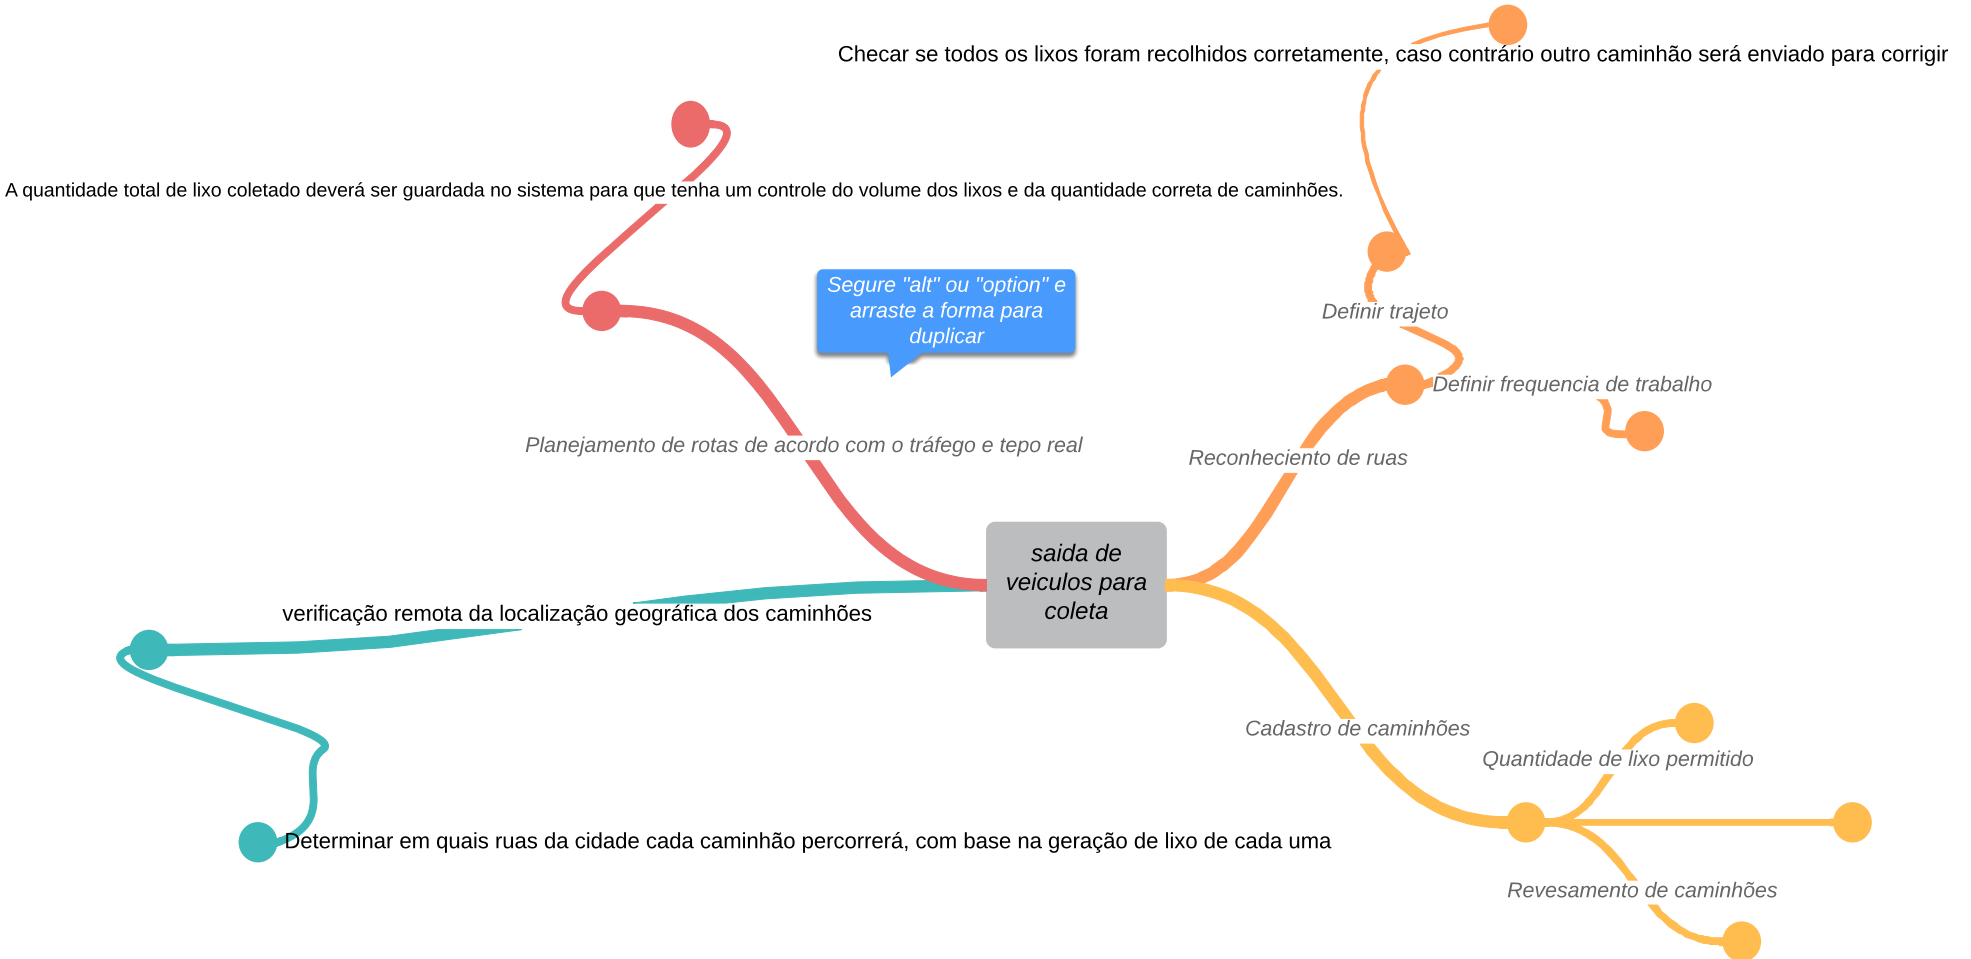 Checar se todos os lixos foram recolhidos corretamente, caso contrário outro caminhão será enviado para corrigir
A quantidade total de lixo coletado deverá ser guardada no sistema para que tenha um controle do volume dos lixos e da quantidade correta de caminhões.
Segure "alt" ou "option" e
arraste a forma para
duplicar
Definir trajeto
Definir frequencia de trabalho
Planejamento de rotas de acordo com o tráfego e tepo real
Reconheciento de ruas
saida de
veiculos para
coleta
verificação remota da localização geográfica dos caminhões
Cadastro de caminhões
Quantidade de lixo permitido
Determinar em quais ruas da cidade cada caminhão percorrerá, com base na geração de lixo de cada uma
Revesamento de caminhões